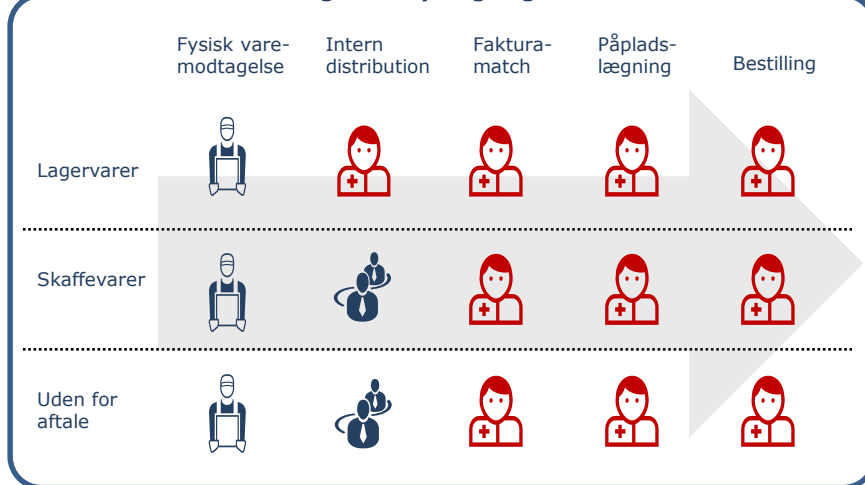 Fysisk vare-
modtagelse
Intern
distribution
Faktura-
match
Påplads-
lægning
Bestilling
Lagervarer
Skaffevarer
Uden for
aftale